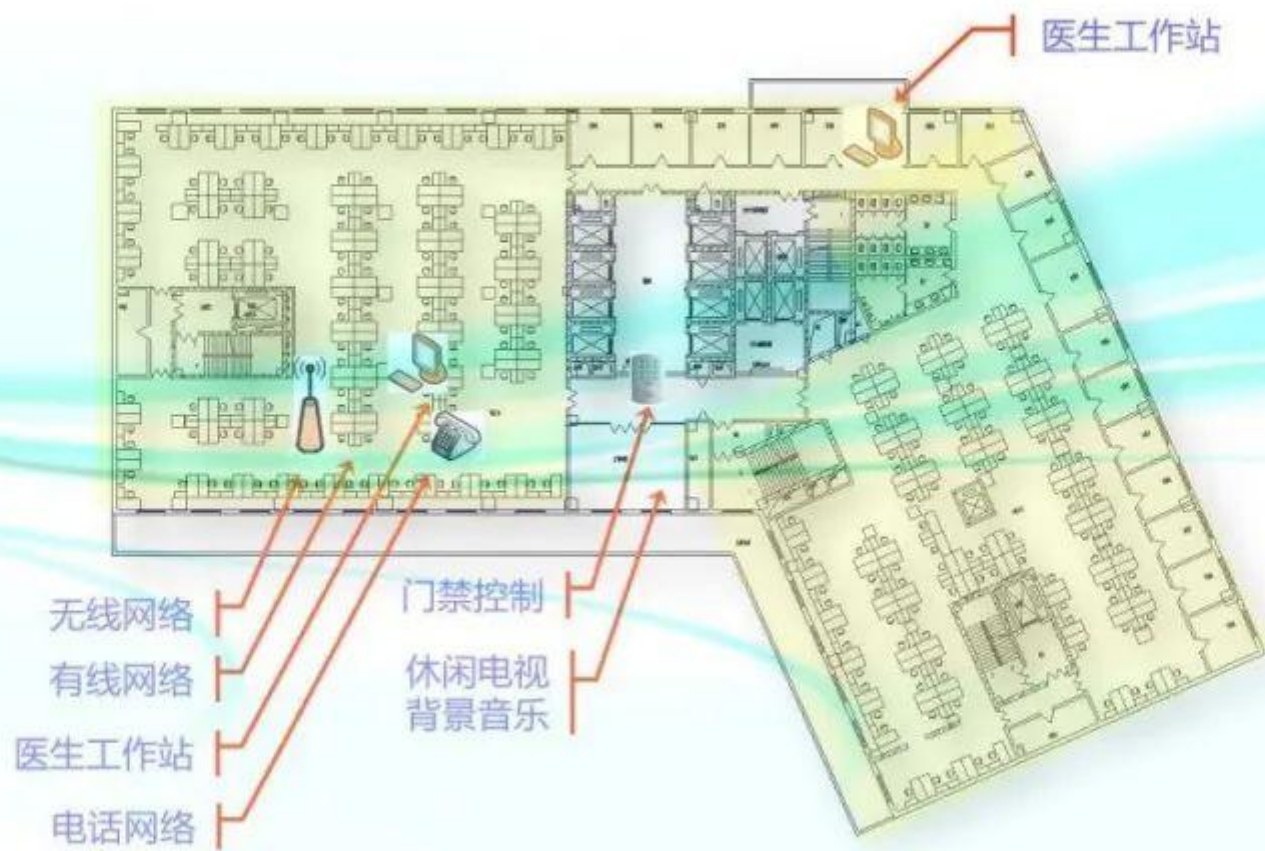 医生工作站
无线网络
有线网络
医生工作站
电话网络
门禁控制
休闲电视
背景音乐